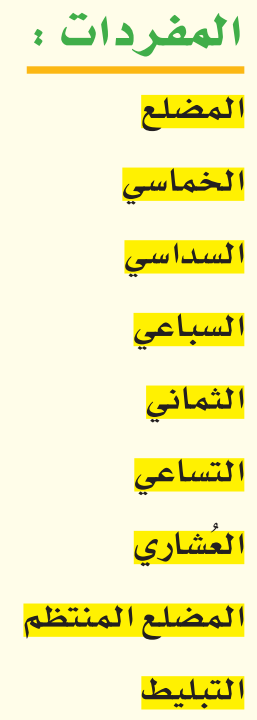 المفردات :
المضلع
الخماسي
السداسي
السباعي
الثماني
التساعي
العُشاري
المضلع المنتظم
التبليط